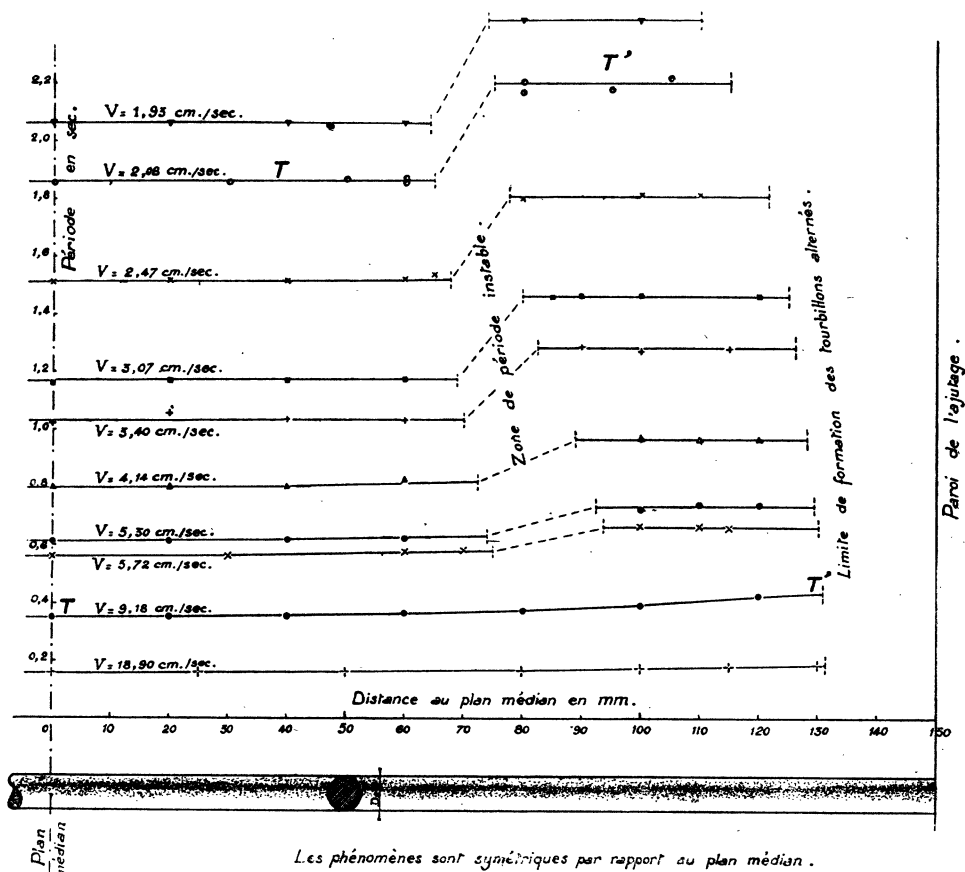 2,2
2,0
1,8
1,6
1,4
1,2
1,0
0,8
0,6
0,4
0,2
Période en sec.
V= 1,93 cm./sec.
V= 2,08 cm./sec.
V= 2,47 cm./sec.
V= 3,07 cm./sec.
V= 3,40 cm./sec.
V= 4,14 cm./sec.
V= 5,30 cm/sec.
V= 5,72 cm./sec.
V= 9,18 cm/sec.
V= 18,90 cm/sec.
T
T'
T
T'
Zone de période instable.
Limite de formation des tourbillons alternés.
Paroi de l'ajutage.
Distance au plan médian en mm.
0 10 20 30 40 50 60 70 80 90 100 110 120 130 140 150
Plan médian
Les phénomènes sont symétriques par rapport au plan médian.